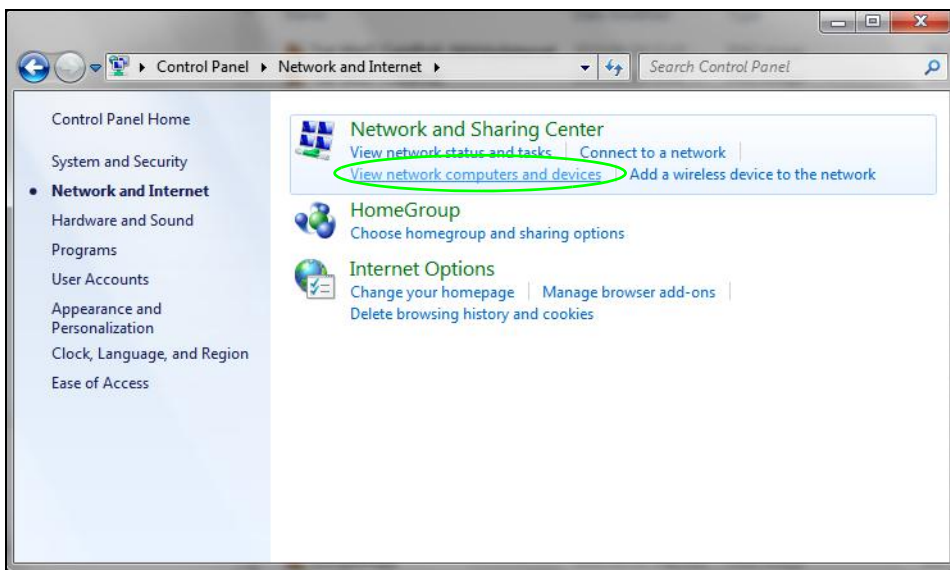 Control Panel Network and Internet Search Control Panel
Control Panel Home
System and Security
Network and Internet
Hardware and Sound
Programs
User Accounts
Appearance and
Personalization
Clock, Language, and Region
Ease of Access
Network and Sharing Center
View network status and tasks Connect to a network
View network computers and devices Add a wireless device to the network
HomeGroup
Choose homegroup and sharing options
Internet Options
Change your homepage Manage browser add-ons
Delete browsing history and cookies